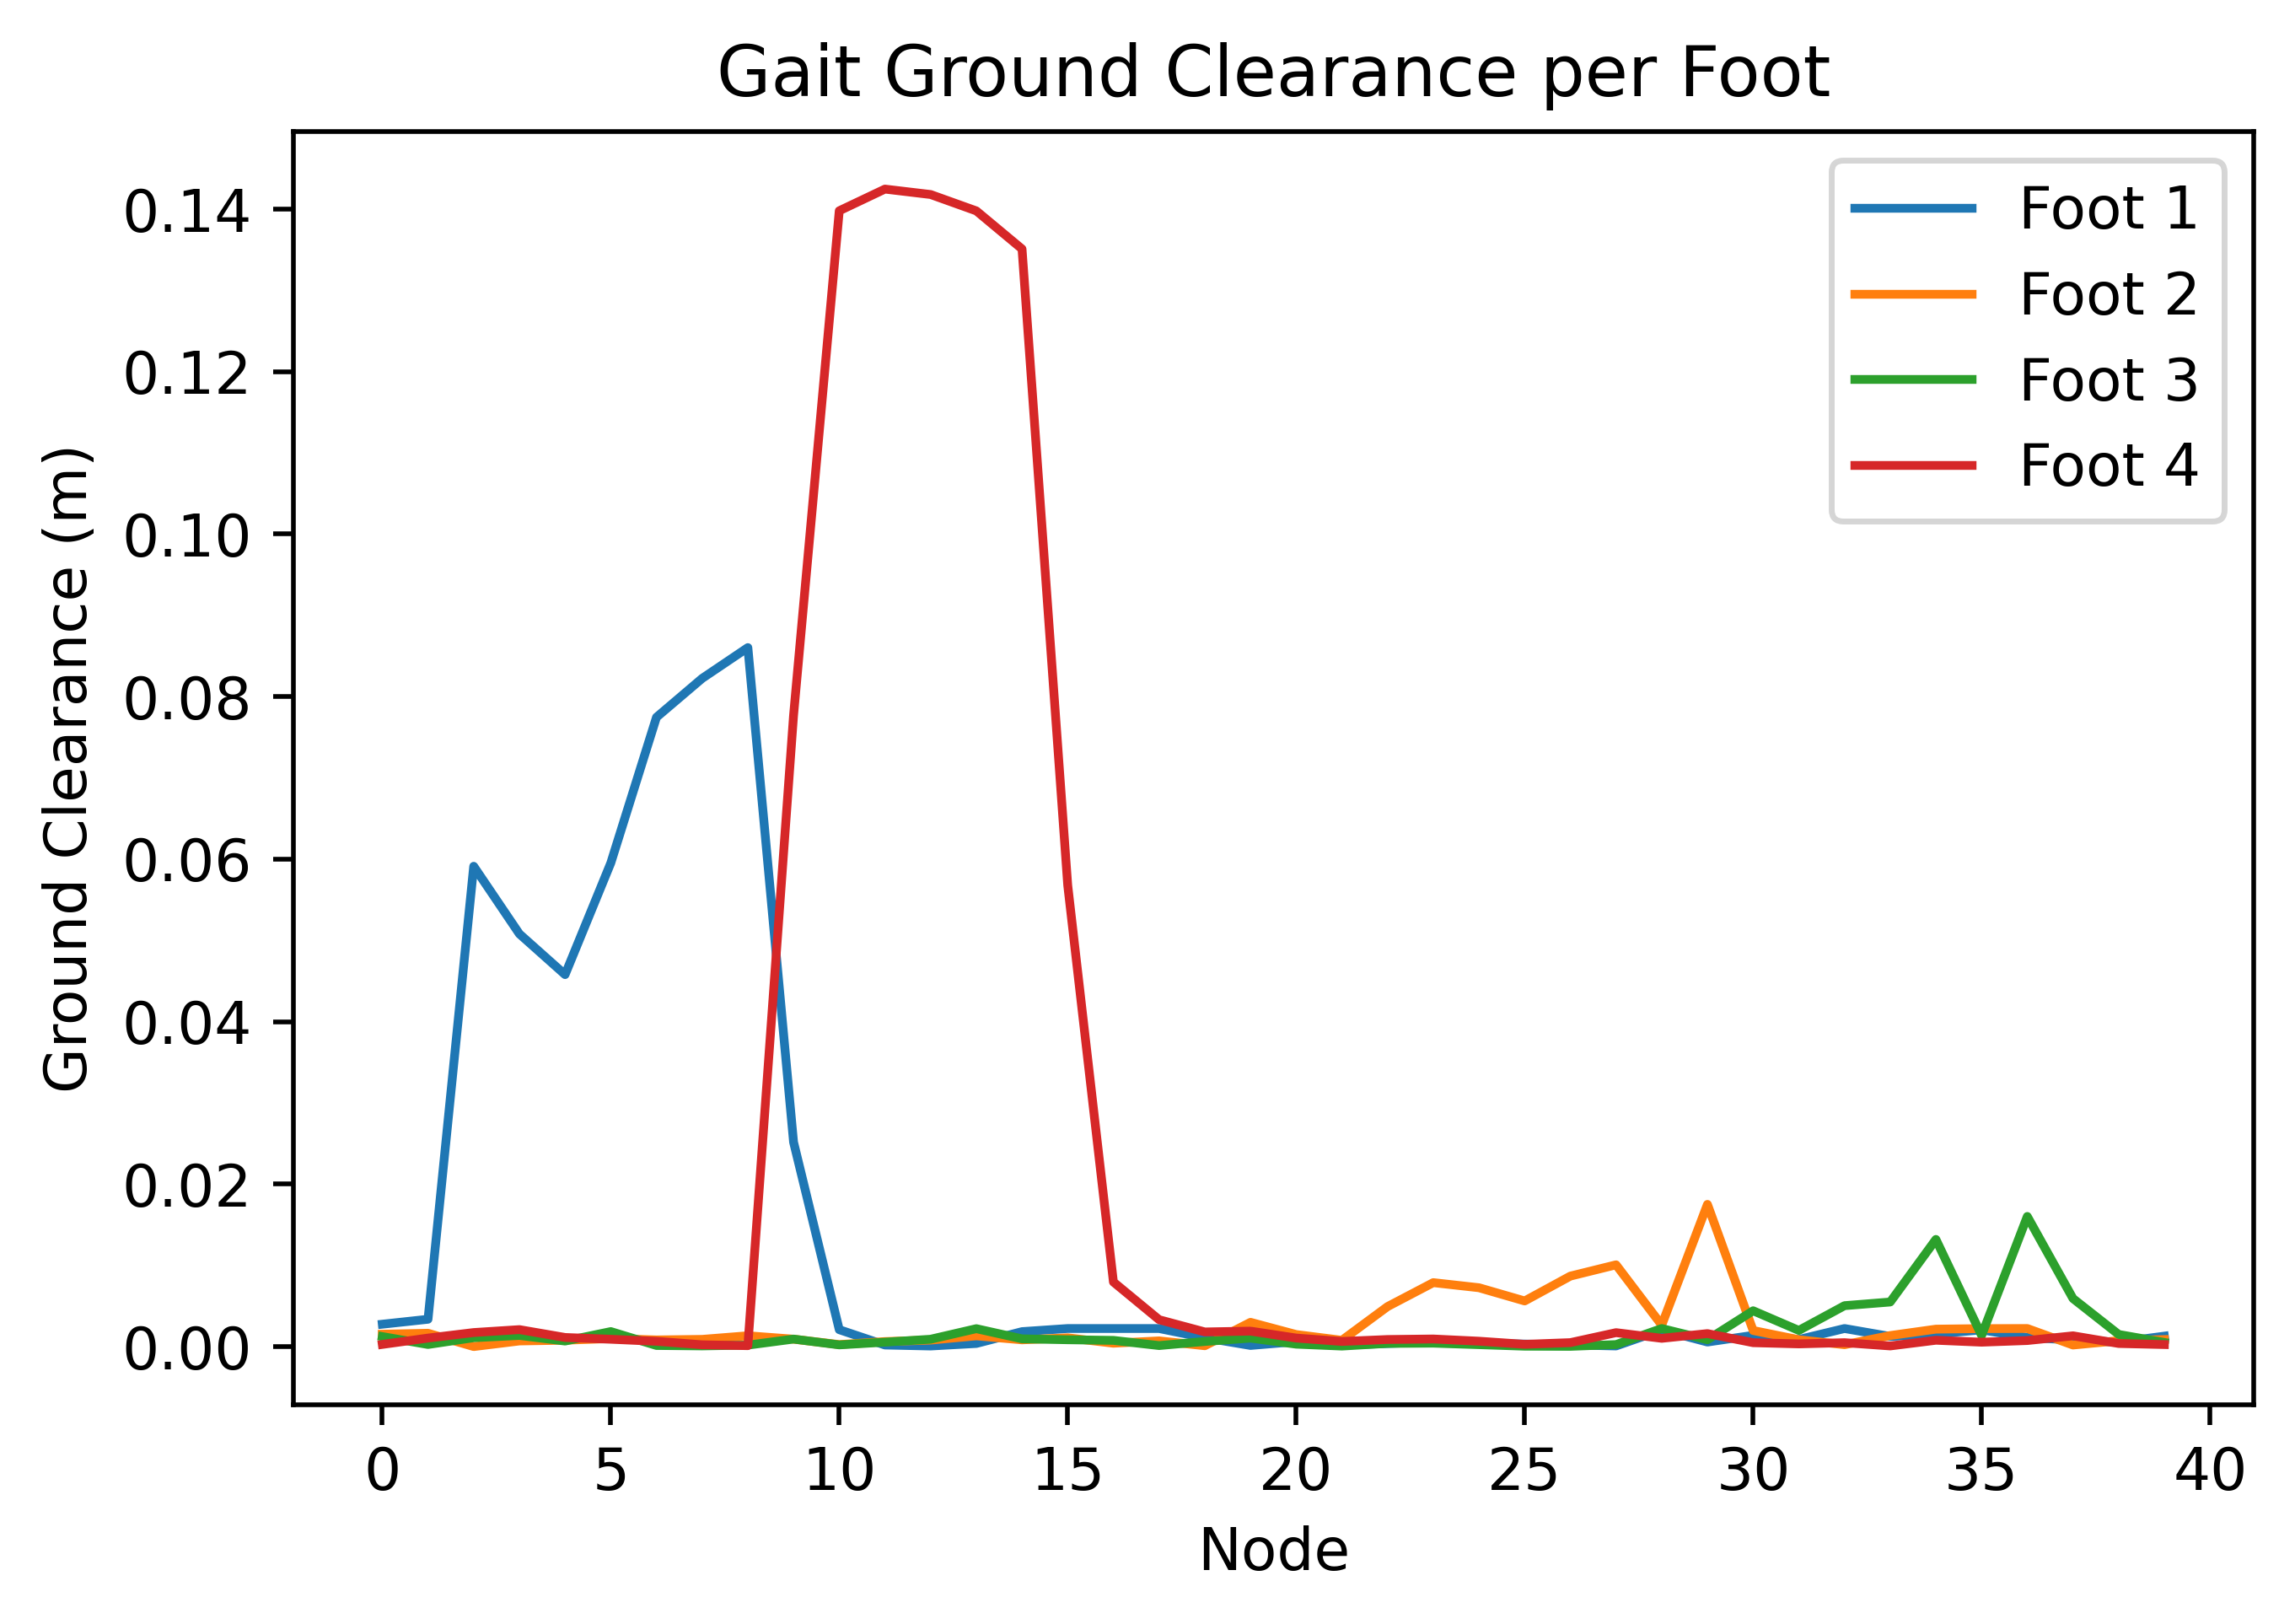 Gait Ground Clearance per Foot
Ground Clearance (m)
0.14
0.12
0.10
0.08
0.06
0.04
0.02
0.00
Foot 1
Foot 2
Foot 3
Foot 4
0 5 10 15 20 25 30 35 40
Node